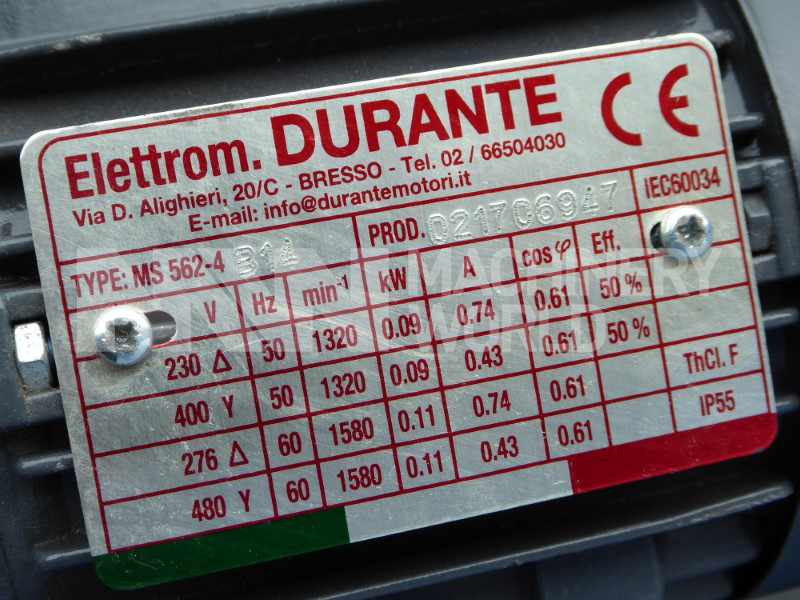 Elettrom. DURANTE CE
Via D. Alighieri, 20/C - BRESSO - Tel. 02 / 66504030
E-mail: info@durantemotori.it
TYPE: MS 562-4 B14 PROD. 021706947 IEC60034
V Hz min-1 kW A cos φ Eff.
230 Δ 50 1320 0.09 0.74 0.61 50 %
400 Y 50 1320 0.09 0.43 0.61 50 %
276 Δ 60 1580 0.11 0.74 0.61 ThCl. F
480 Y 60 1580 0.11 0.43 0.61 IP55
MACHINERY
WORLD